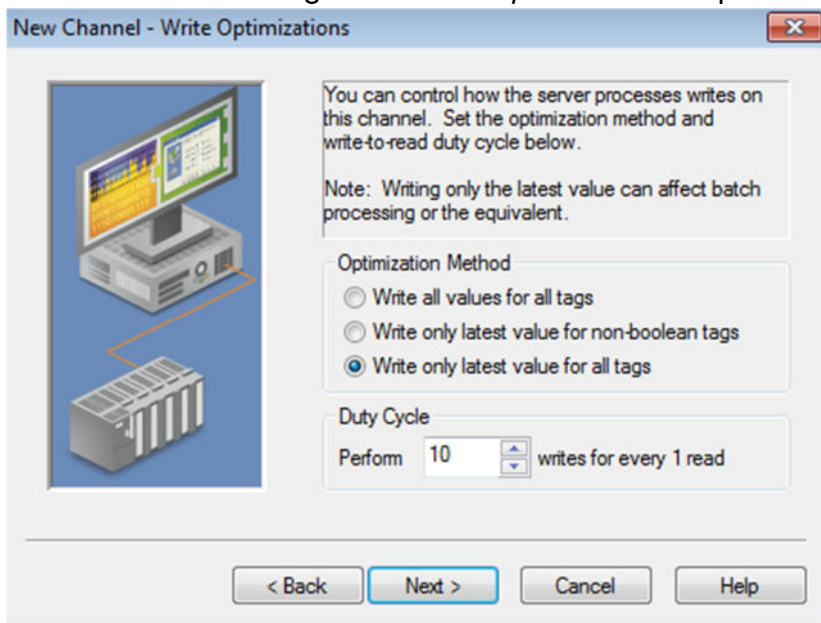 New Channel - Write Optimizations
You can control how the server processes writes on
this channel. Set the optimization method and
write-to-read duty cycle below.
Note: Writing only the latest value can affect batch
processing or the equivalent.
Optimization Method
Write all values for all tags
Write only latest value for non-boolean tags
Write only latest value for all tags
Duty Cycle
Perform 10 writes for every 1 read
< Back Next > Cancel Help